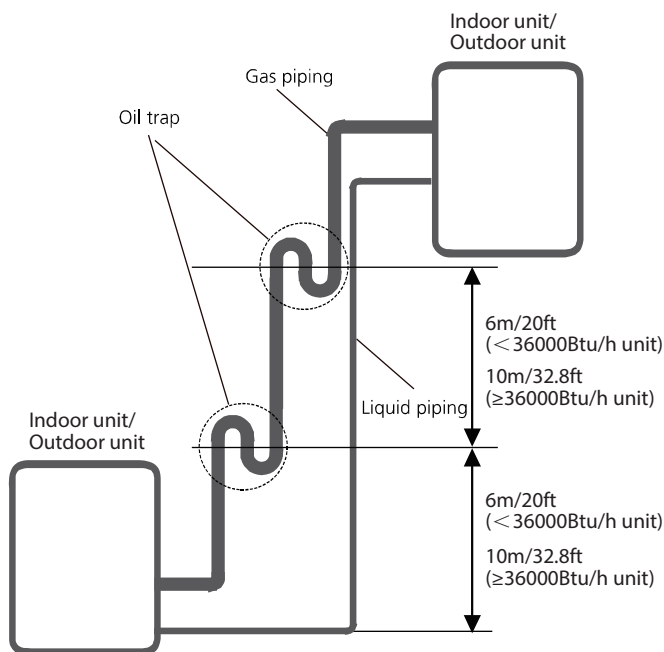 Indoor unit/
Outdoor unit
Gas piping
Oil trap
6m/20ft
(＜36000Btu/h unit)
10m/32.8ft
(≥36000Btu/h unit)
Liquid piping
Indoor unit/
Outdoor unit
6m/20ft
(＜36000Btu/h unit)
10m/32.8ft
(≥36000Btu/h unit)